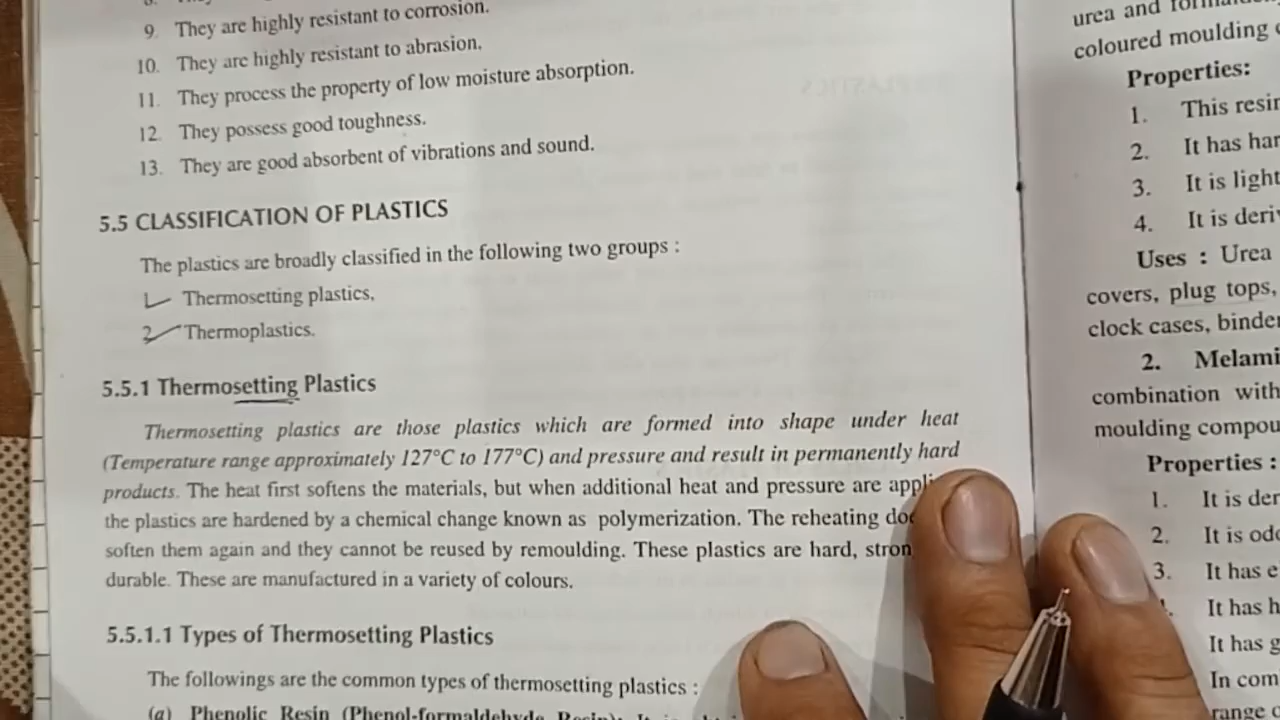 9. They are highly resistant to corrosion.
10. They are highly resistant to abrasion.
11. They process the property of low moisture absorption.
12. They possess good toughness.
13. They are good absorbent of vibrations and sound.
5.5 CLASSIFICATION OF PLASTICS
The plastics are broadly classified in the following two groups :
1. Thermosetting plastics,
2. Thermoplastics.
5.5.1 Thermosetting Plastics
Thermosetting plastics are those plastics which are formed into shape under heat
(Temperature range approximately 127°C to 177°C) and pressure and result in permanently hard
products. The heat first softens the materials, but when additional heat and pressure are
the plastics are hardened by a chemical change known as polymerization. The reheating
soften them again and they cannot be reused by remoulding. These plastics are hard,
durable. These are manufactured in a variety of colours.
5.5.1.1 Types of Thermosetting Plastics
The followings are the common types of thermosetting plastics :
(a) Phenolic Resin (Phenol-formaldehyde Resin):
urea and
coloured moulding
Properties:
1. This
2. It has
3. It is light
4. It is
Uses : Urea
covers, plug tops,
clock cases,
2.
combination with
moulding
Properties :
1. It is
2. It is
3. It has
It has
It has
In
range